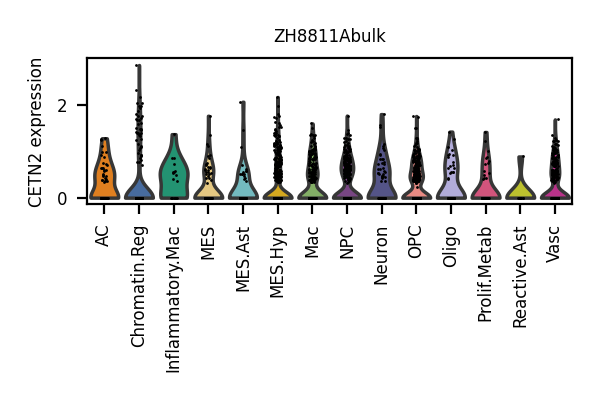 ZH8811Abulk
CETN2 expression
2
0
AC
Chromatin.Reg
Inflammatory.Mac
MES
MES.Ast
MES.Hyp
Mac
NPC
Neuron
OPC
Oligo
Prolif.Metab
Reactive.Ast
Vasc